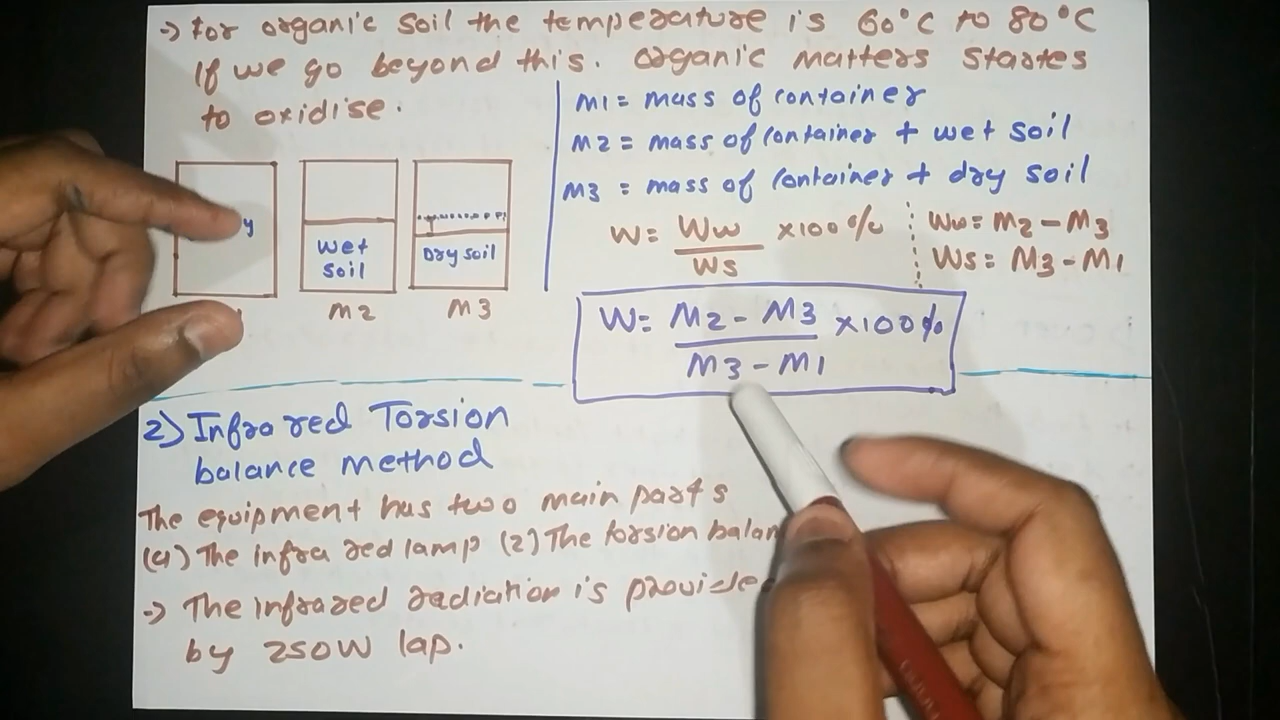 -> for organic soil the temperature is 60°C to 80°C
If we go beyond this. organic matters startes
to oxidise.
M1 = mass of container
M2 = mass of container + wet soil
M3 = mass of container + dry soil
W = Ww/Ws ×100%
Ww = M2 - M3
Ws = M3 - M1
wet
soil
Dry soil
M2
M3
W = M2 - M3 / M3 - M1 ×100%
2) Infrared Torsion
balance method
The equipment has two main parts
(1) The infra red lamp (2) The torsion balan
-> The infrared radiation is provide
by 250W lap.